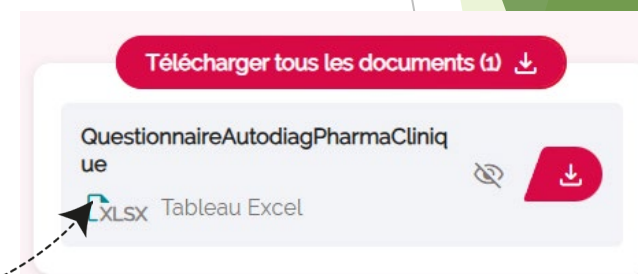 Télécharger tous les documents (1)
QuestionnaireAutodiagPharmaCliniq
ue
XLSX Tableau Excel